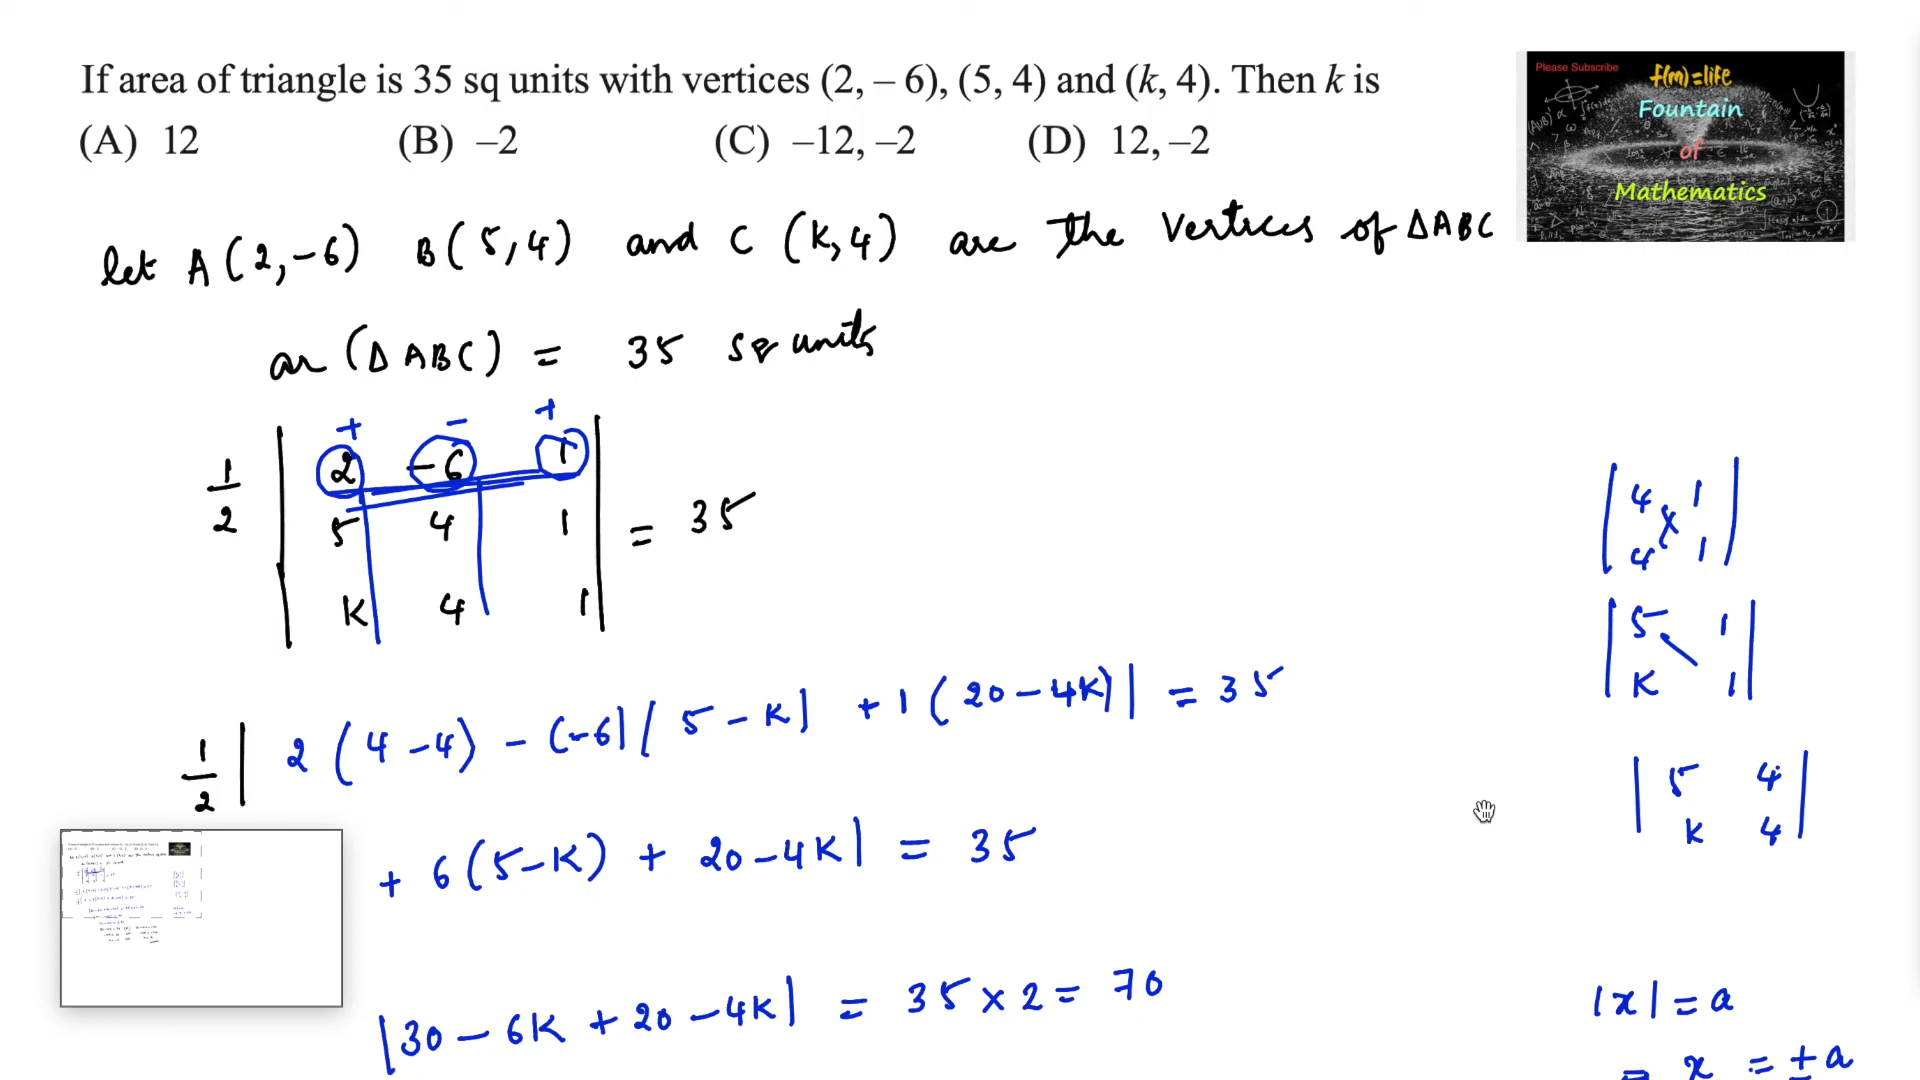 If area of triangle is 35 sq units with vertices (2, – 6), (5, 4) and (k, 4). Then k is
(A) 12 (B) –2 (C) –12, –2 (D) 12, –2
Please Subscribe
f(m)=life
Fountain
of
Mathematics
let A(2,-6) B(5,4) and C (K,4) are the Vertices of ΔABC
ar (ΔABC) = 35 sq units
+ - +
1/2 | 2 -6 1 |
| 5 4 1 | = 35
| K 4 1 |
| 4 1 |
| 4 1 |
| 5 1 |
| K 1 |
1/2 | 2 (4-4) - (-6) [5-K] + 1 (20-4K) | = 35
| 5 4 |
| K 4 |
+ 6(5-K) + 20-4K| = 35
|30 - 6K + 20 - 4K| = 35 × 2 = 70
|x| = a
= x = ± a